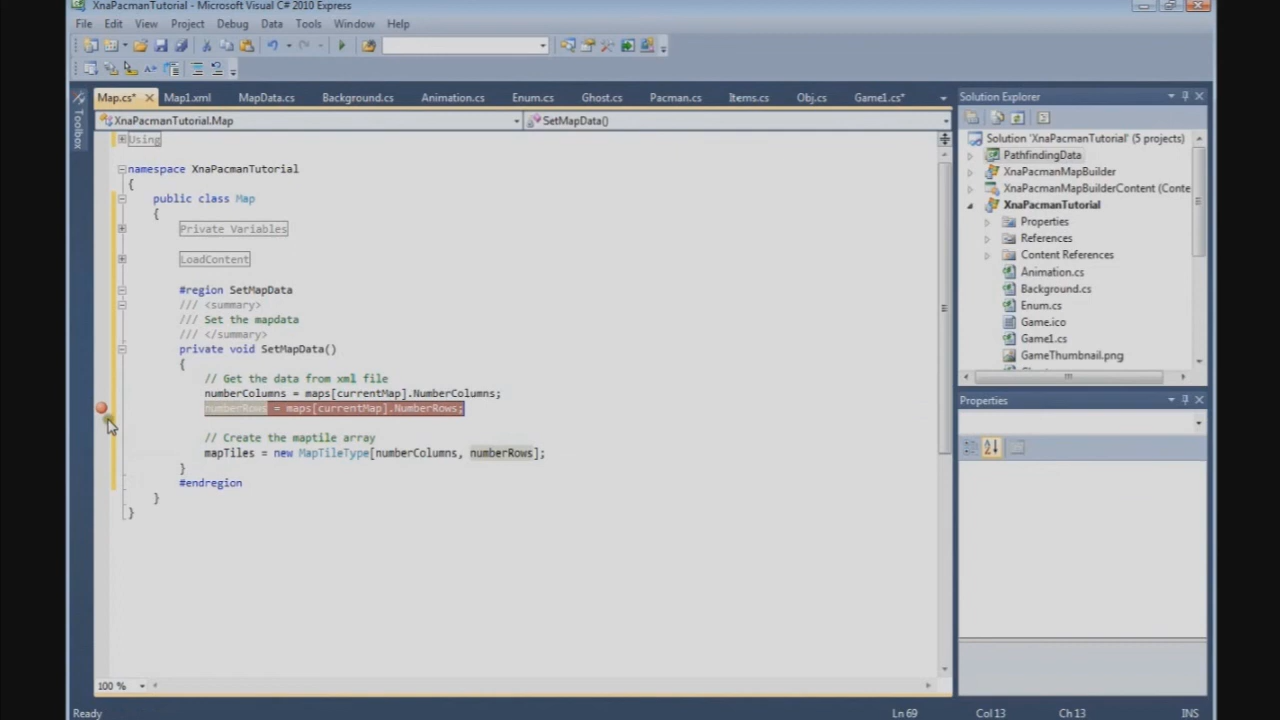 XnaPacmanTutorial - Microsoft Visual C# 2010 Express
File Edit View Project Debug Data Tools Window Help
Map.cs* Map1.xml MapData.cs Background.cs Animation.cs Enum.cs Ghost.cs Pacman.cs Items.cs Obj.cs Game1.cs*
XnaPacmanTutorial.Map SetMapData()
Using
namespace XnaPacmanTutorial
{
public class Map
{
Private Variables
LoadContent
#region SetMapData
/// <summary>
/// Set the mapdata
/// </summary>
private void SetMapData()
{
// Get the data from xml file
numberColumns = maps[currentMap].NumberColumns;
numberRows = maps[currentMap].NumberRows;
// Create the maptile array
mapTiles = new MapTileType[numberColumns, numberRows];
}
#endregion
}
}
100 %
Toolbox
Solution Explorer
Solution 'XnaPacmanTutorial' (5 projects)
PathfindingData
XnaPacmanMapBuilder
XnaPacmanMapBuilderContent (Conte
XnaPacmanTutorial
Properties
References
Content References
Animation.cs
Background.cs
Enum.cs
Game.ico
Game1.cs
GameThumbnail.png
Properties
Ready Ln 69 Col 13 Ch 13 INS